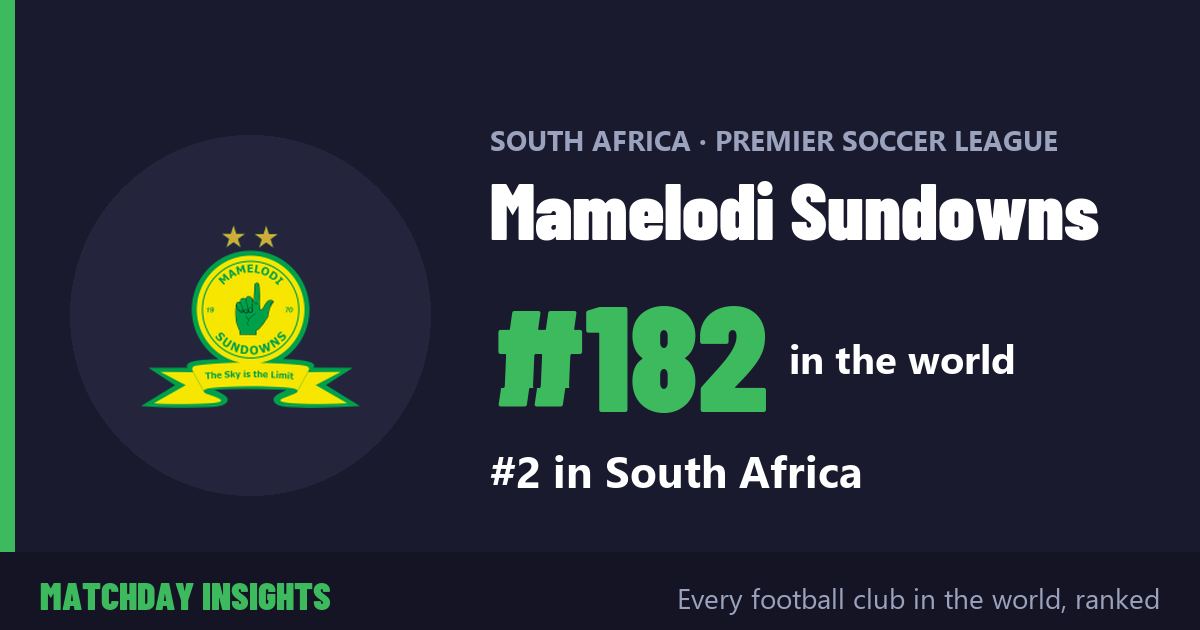 SOUTH AFRICA · PREMIER SOCCER LEAGUE
Mamelodi Sundowns
MAMELODI
19 70
SUNDOWNS
The Sky is the Limit
#182 in the world
#2 in South Africa
MATCHDAY INSIGHTS
Every football club in the world, ranked